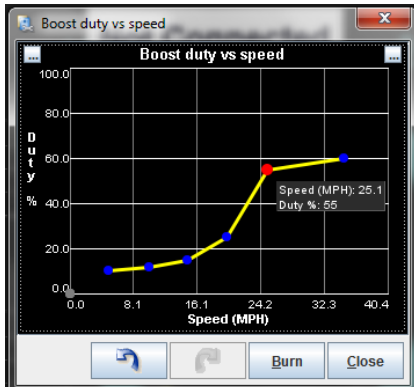 Boost duty vs speed
... Boost duty vs speed ...
100.0
80.0
60.0
40.0
20.0
0.0
Duty %
Speed (MPH): 25.1
Duty %: 55
0.0 8.1 16.1 24.2 32.3 40.4
Speed (MPH)
Burn Close